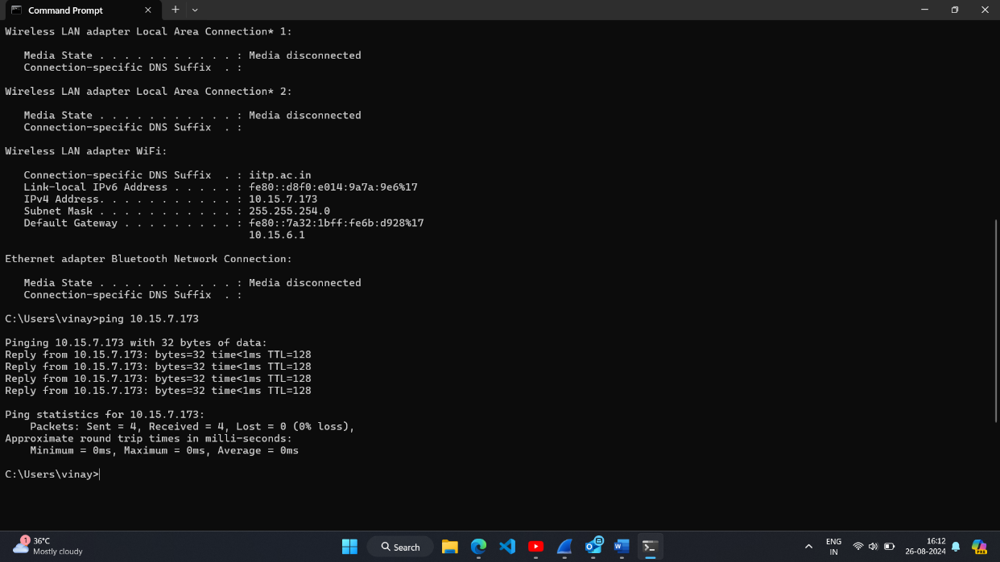 Command Prompt
Wireless LAN adapter Local Area Connection* 1:
Media State . . . . . . . . . . . : Media disconnected
Connection-specific DNS Suffix  . :
Wireless LAN adapter Local Area Connection* 2:
Media State . . . . . . . . . . . : Media disconnected
Connection-specific DNS Suffix  . :
Wireless LAN adapter WiFi:
Connection-specific DNS Suffix  . : iitp.ac.in
Link-local IPv6 Address . . . . . : fe80::d8f0:e014:9a7a:9e6%17
IPv4 Address. . . . . . . . . . . : 10.15.7.173
Subnet Mask . . . . . . . . . . . : 255.255.254.0
Default Gateway . . . . . . . . . : fe80::7a32:1bff:fe6b:d928%17
10.15.6.1
Ethernet adapter Bluetooth Network Connection:
Media State . . . . . . . . . . . : Media disconnected
Connection-specific DNS Suffix  . :
C:\Users\vinay>ping 10.15.7.173
Pinging 10.15.7.173 with 32 bytes of data:
Reply from 10.15.7.173: bytes=32 time<1ms TTL=128
Reply from 10.15.7.173: bytes=32 time<1ms TTL=128
Reply from 10.15.7.173: bytes=32 time<1ms TTL=128
Reply from 10.15.7.173: bytes=32 time<1ms TTL=128
Ping statistics for 10.15.7.173:
Packets: Sent = 4, Received = 4, Lost = 0 (0% loss),
Approximate round trip times in milli-seconds:
Minimum = 0ms, Maximum = 0ms, Average = 0ms
C:\Users\vinay>
1
36°C
Mostly cloudy
Search
ENG
IN
16:12
26-08-2024